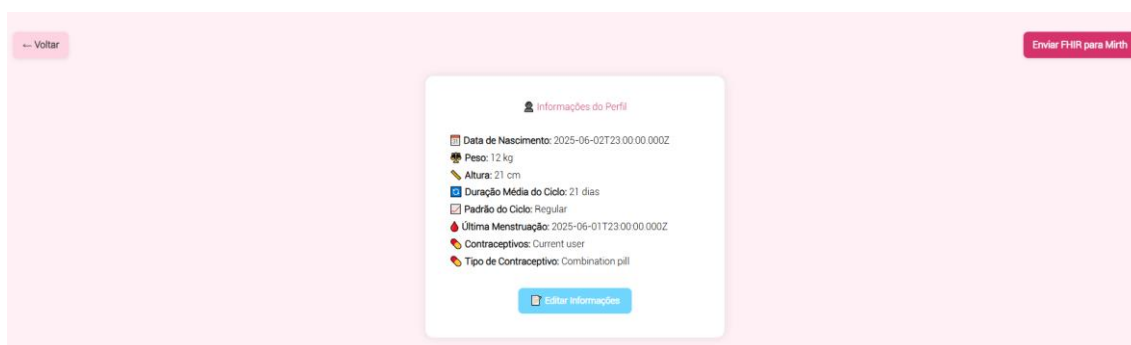 ← Voltar
Enviar FHIR para Mirth
Informações do Perfil
Data de Nascimento: 2025-06-02T23:00:00.000Z
Peso: 12 kg
Altura: 21 cm
Duração Média do Ciclo: 21 dias
Padrão do Ciclo: Regular
Última Menstruação: 2025-06-01T23:00:00.000Z
Contraceptivos: Current user
Tipo de Contraceptivo: Combination pill
Editar Informações